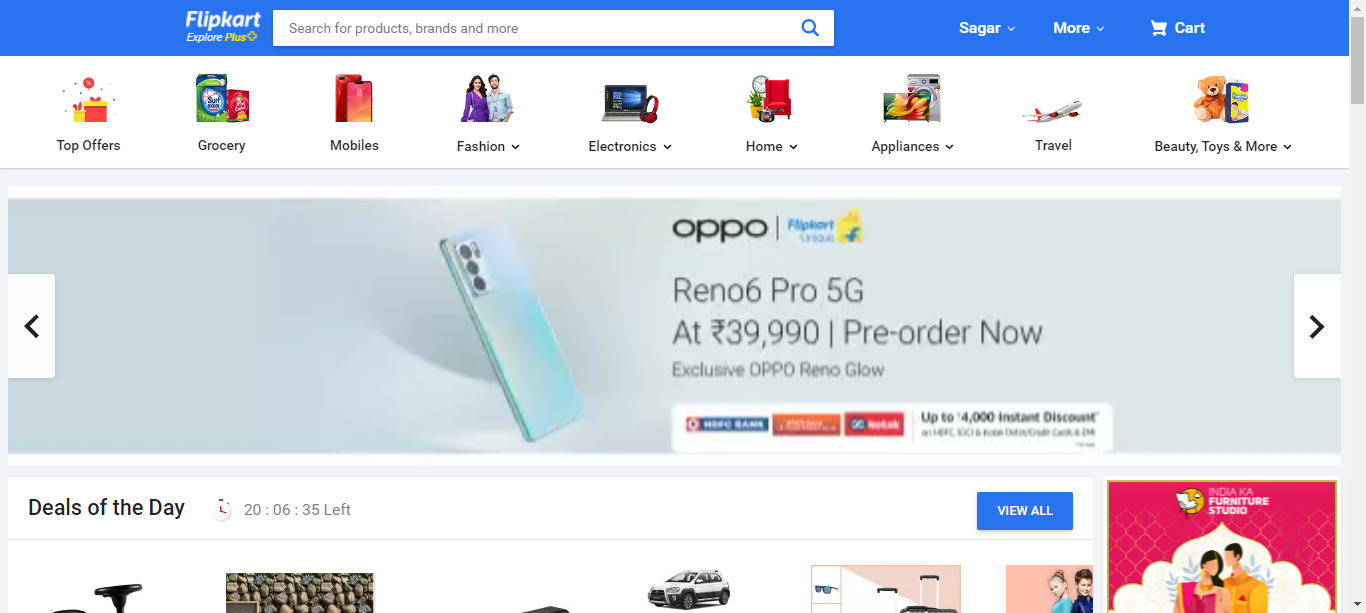 Flipkart
Explore Plus
Search for products, brands and more
Sagar
More
Cart
Top Offers
Grocery
Mobiles
Fashion
Electronics
Home
Appliances
Travel
Beauty, Toys & More
oppo
Flipkart
Unique
Reno6 Pro 5G
At ₹39,990 | Pre-order Now
Exclusive OPPO Reno Glow
HDFC BANK
kotak
Up to ₹4,000 Instant Discount*
on HDFC, ICICI & Kotak Debit/Credit Cards & EMI
Deals of the Day
20 : 06 : 35 Left
VIEW ALL
INDIA KA
FURNITURE
STUDIO